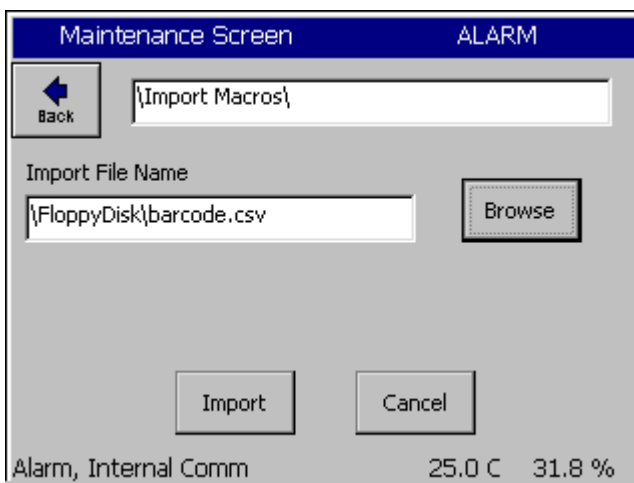 Maintenance Screen ALARM
Back
\Import Macros\
Import File Name
\FloppyDisk\barcode.csv
Browse
Import Cancel
Alarm, Internal Comm 25.0 C 31.8 %